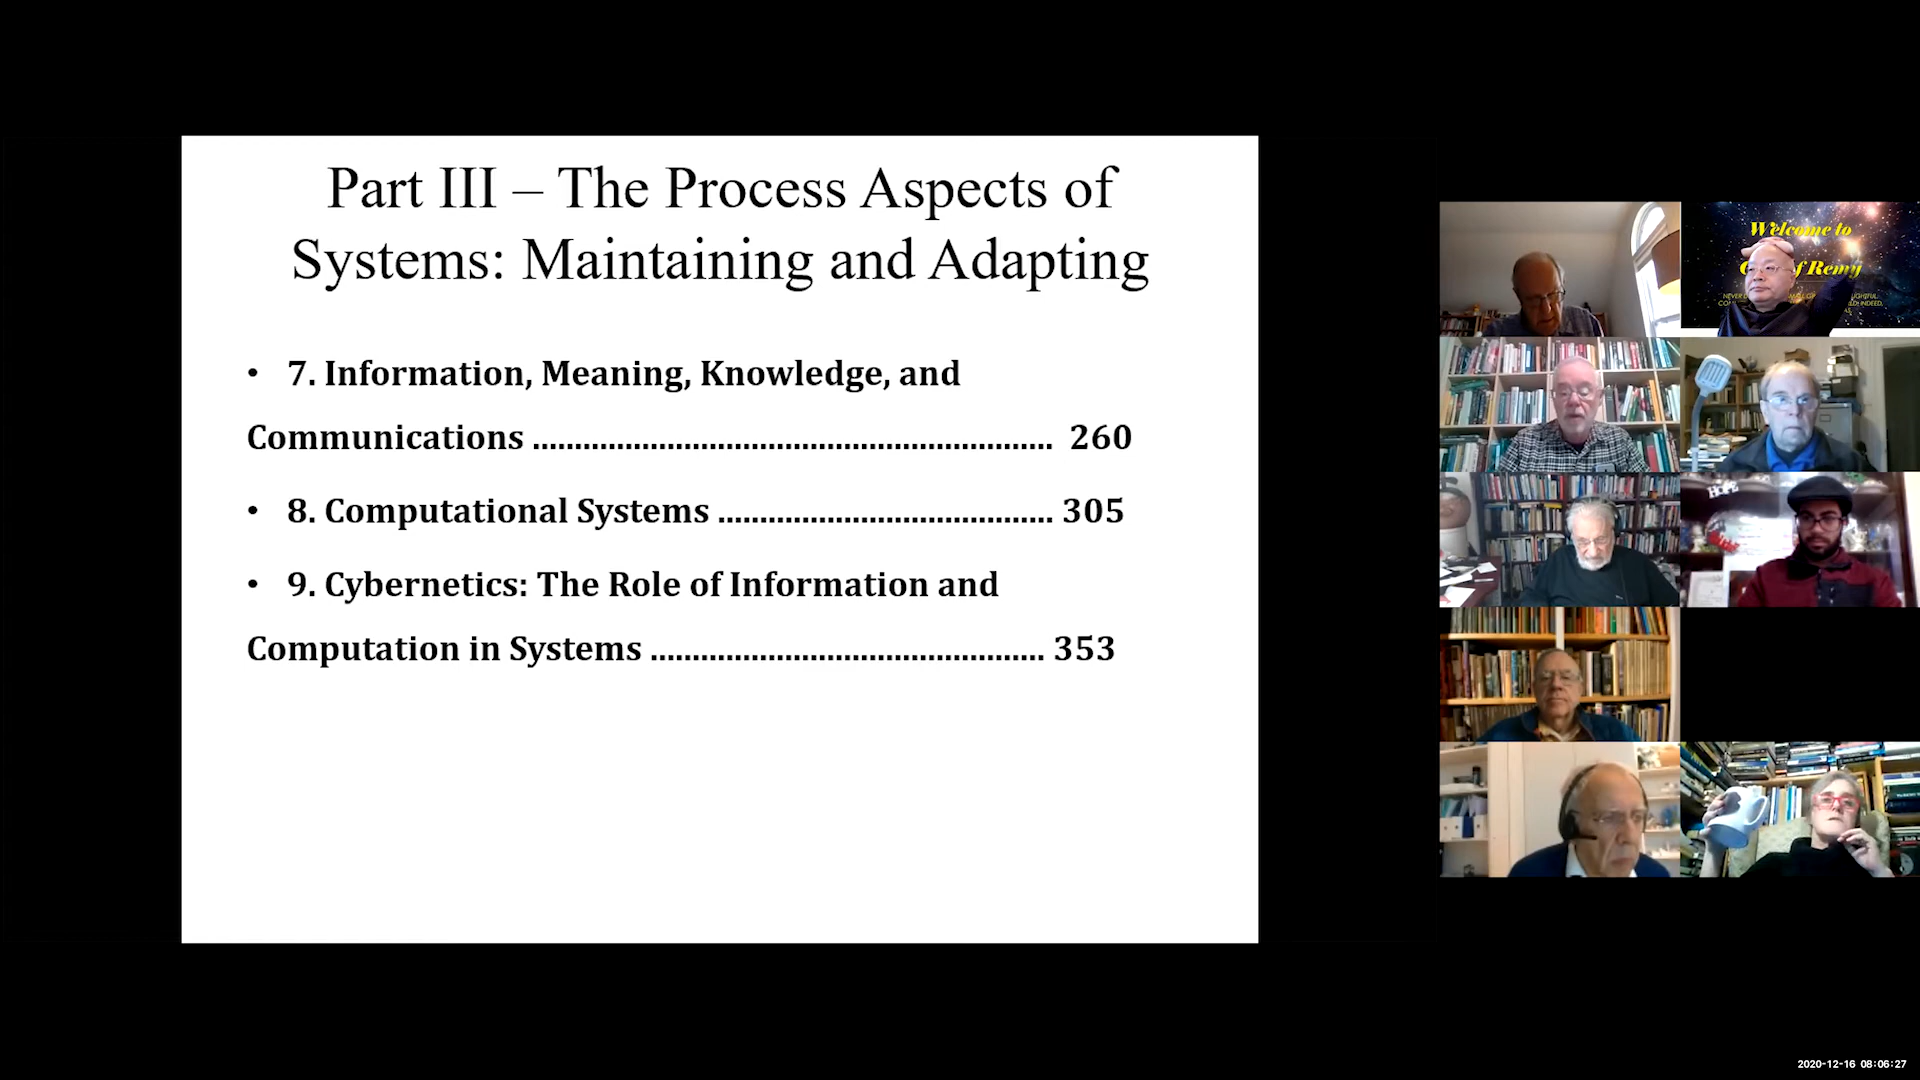 Part III – The Process Aspects of
Systems: Maintaining and Adapting
• 7. Information, Meaning, Knowledge, and
Communications .............................................................. 260
• 8. Computational Systems ........................................ 305
• 9. Cybernetics: The Role of Information and
Computation in Systems ............................................... 353
Welcome to
of Remy
HOPE
2020-12-16 08:06:27